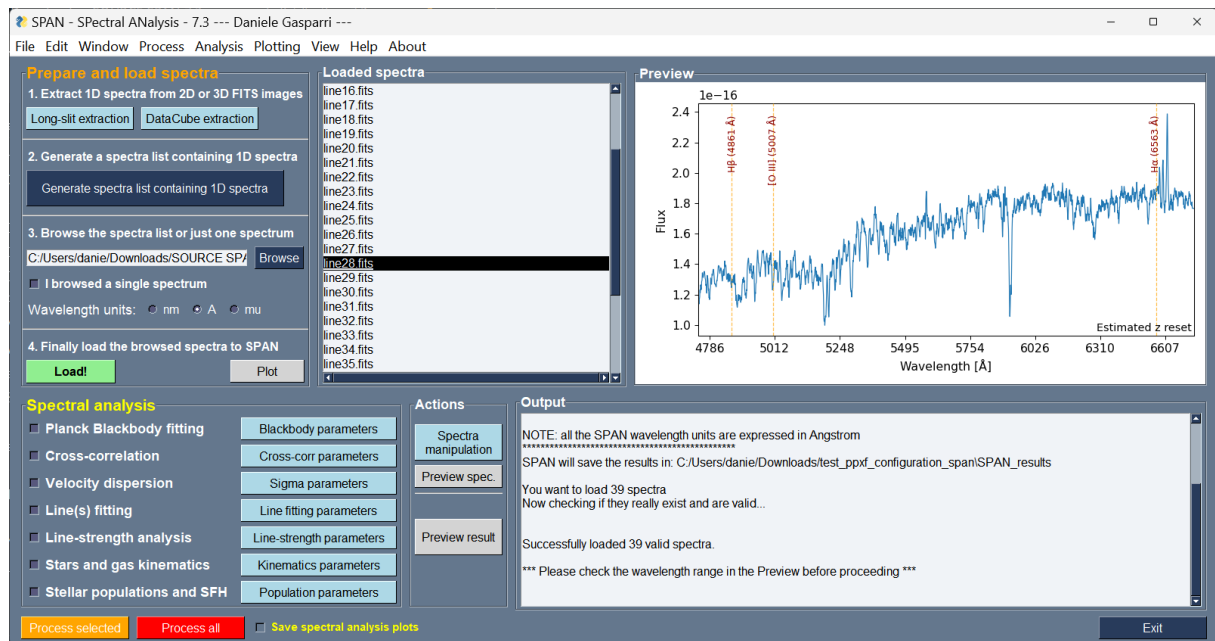 SPAN - SPectral ANalysis - 7.3 --- Daniele Gasparri ---
File Edit Window Process Analysis Plotting View Help About
Prepare and load spectra
1. Extract 1D spectra from 2D or 3D FITS images
Long-slit extraction DataCube extraction
2. Generate a spectra list containing 1D spectra
Generate spectra list containing 1D spectra
3. Browse the spectra list or just one spectrum
C:/Users/danie/Downloads/SOURCE SPA Browse
I browsed a single spectrum
Wavelength units: nm A mu
4. Finally load the browsed spectra to SPAN
Load! Plot
Loaded spectra
line16.fits
line17.fits
line18.fits
line19.fits
line20.fits
line21.fits
line22.fits
line23.fits
line24.fits
line25.fits
line26.fits
line27.fits
line28.fits
line29.fits
line30.fits
line31.fits
line32.fits
line33.fits
line34.fits
line35.fits
Preview
1e−16
2.4
2.2
2.0
1.8
1.6
1.4
1.2
1.0
Flux
Hβ (4861 Å)
[O III] (5007 Å)
Hα (6563 Å)
Estimated z reset
4786 5012 5248 5495 5754 6026 6310 6607
Wavelength [Å]
Spectral analysis
Planck Blackbody fitting Blackbody parameters
Cross-correlation Cross-corr parameters
Velocity dispersion Sigma parameters
Line(s) fitting Line fitting parameters
Line-strength analysis Line-strength parameters
Stars and gas kinematics Kinematics parameters
Stellar populations and SFH Population parameters
Actions
Spectra
manipulation
Preview spec.
Preview result
Output
NOTE: all the SPAN wavelength units are expressed in Angstrom
**********************************************
SPAN will save the results in: C:/Users/danie/Downloads/test_ppxf_configuration_span\SPAN_results
You want to load 39 spectra
Now checking if they really exist and are valid...
Successfully loaded 39 valid spectra.
*** Please check the wavelength range in the Preview before proceeding ***
Process selected Process all Save spectral analysis plots Exit